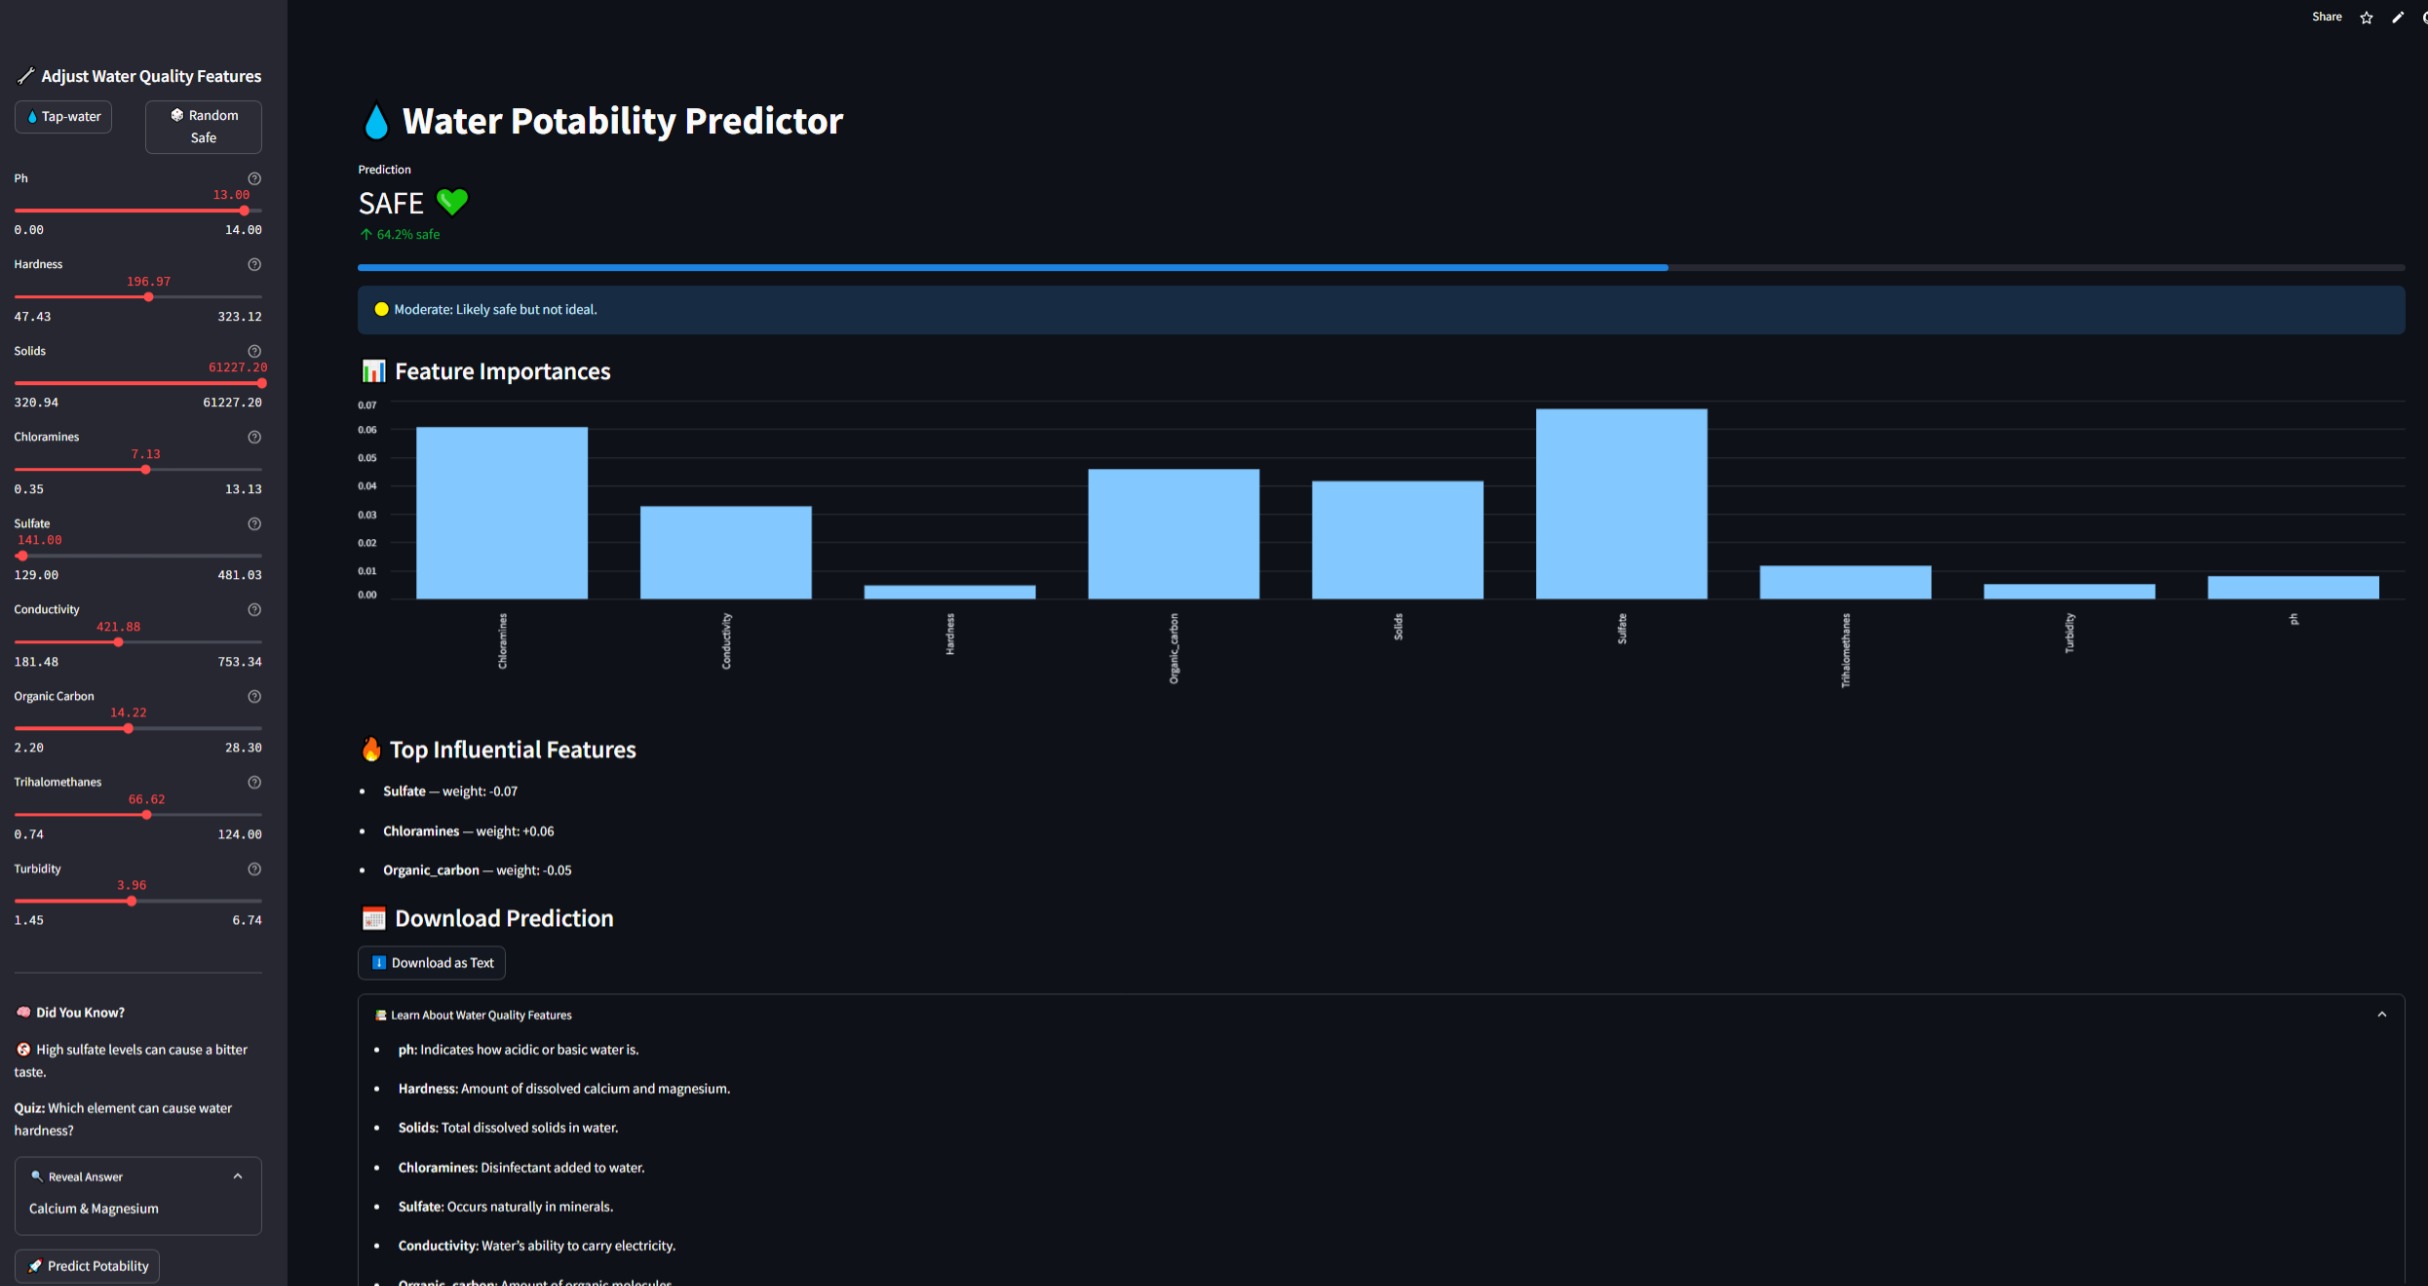 Share
Adjust Water Quality Features
Tap-water
Random
Safe
Ph
13.00
0.00 14.00
Hardness
196.97
47.43 323.12
Solids
61227.20
320.94 61227.20
Chloramines
7.13
0.35 13.13
Sulfate
141.00
129.00 481.03
Conductivity
421.88
181.48 753.34
Organic Carbon
14.22
2.20 28.30
Trihalomethanes
66.62
0.74 124.00
Turbidity
3.96
1.45 6.74
Did You Know?
High sulfate levels can cause a bitter
taste.
Quiz: Which element can cause water
hardness?
Reveal Answer
Calcium & Magnesium
Predict Potability
Water Potability Predictor
Prediction
SAFE
↑ 64.2% safe
Moderate: Likely safe but not ideal.
Feature Importances
0.07
0.06
0.05
0.04
0.03
0.02
0.01
0.00
Chloramines
Conductivity
Hardness
Organic_carbon
Solids
Sulfate
Trihalomethanes
Turbidity
ph
Top Influential Features
• Sulfate — weight: -0.07
• Chloramines — weight: +0.06
• Organic_carbon — weight: -0.05
Download Prediction
Download as Text
Learn About Water Quality Features
• ph: Indicates how acidic or basic water is.
• Hardness: Amount of dissolved calcium and magnesium.
• Solids: Total dissolved solids in water.
• Chloramines: Disinfectant added to water.
• Sulfate: Occurs naturally in minerals.
• Conductivity: Water's ability to carry electricity.
• Organic_carbon: Amount of organic molecules.